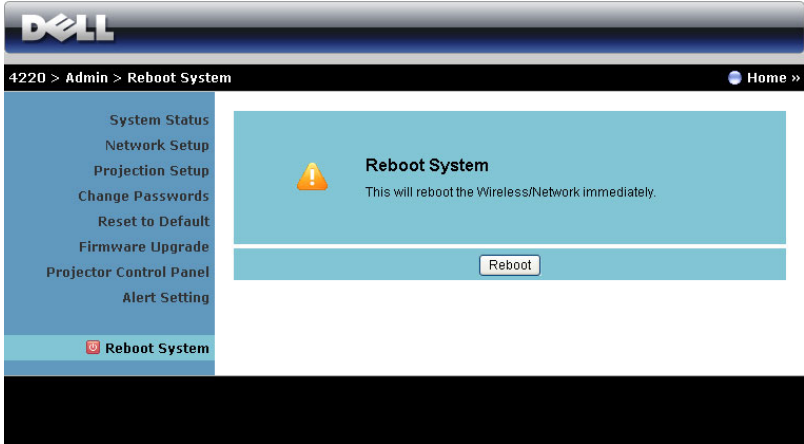 DELL
4220 > Admin > Reboot System
Home »
System Status
Network Setup
Projection Setup
Change Passwords
Reset to Default
Firmware Upgrade
Projector Control Panel
Alert Setting
Reboot System
Reboot System
This will reboot the Wireless/Network immediately.
Reboot